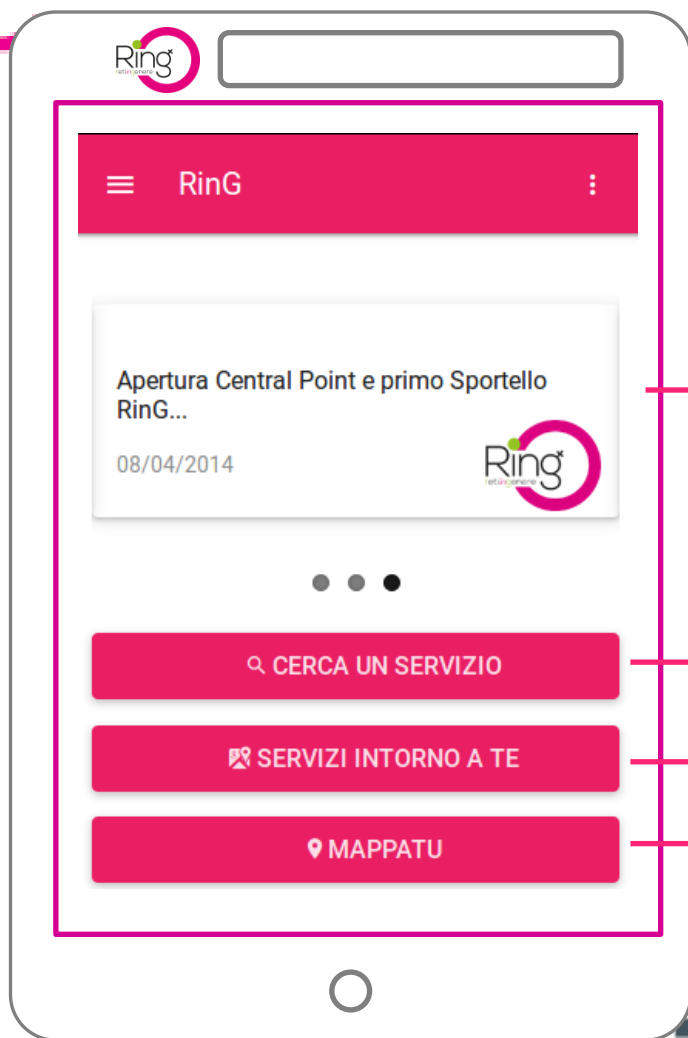 Ring
retingenere
RinG
Apertura Central Point e primo Sportello
RinG...
08/04/2014
Ring
retingenere
CERCA UN SERVIZIO
SERVIZI INTORNO A TE
MAPPATU